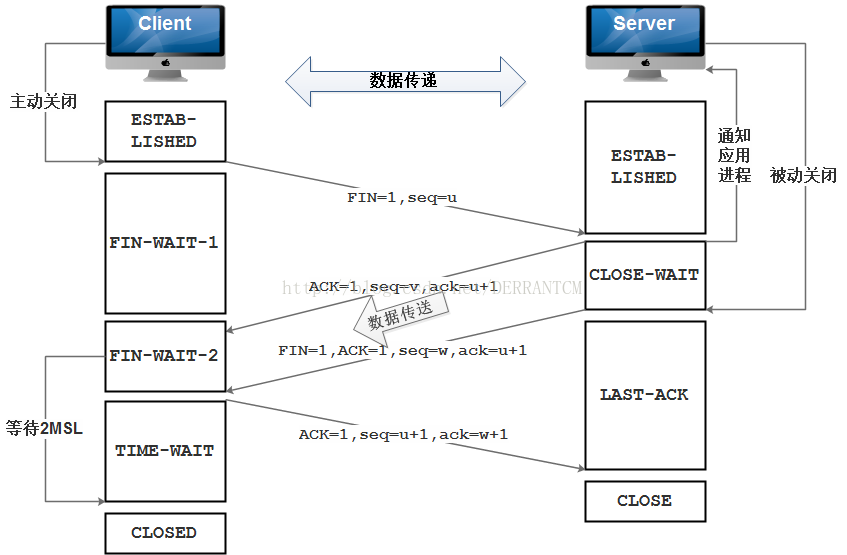 Client
Server
数据传递
主动关闭
ESTAB-
LISHED
ESTAB-
LISHED
通知
应用
进程
被动关闭
FIN=1,seq=u
FIN-WAIT-1
CLOSE-WAIT
ACK=1,seq=v,ack=u+1
数据传送
FIN-WAIT-2
FIN=1,ACK=1,seq=w,ack=u+1
LAST-ACK
等待2MSL
ACK=1,seq=u+1,ack=w+1
TIME-WAIT
CLOSE
CLOSED